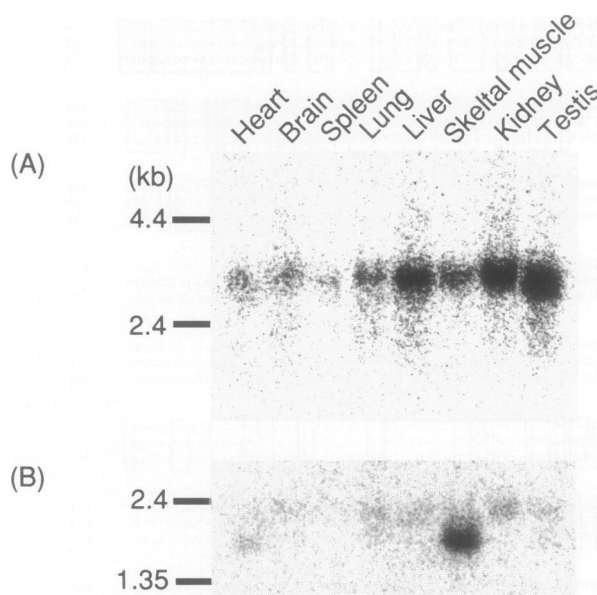 Heart Brain Spleen Lung Liver Skeltal muscle Kidney Testis
(A)
(kb)
4.4
2.4
(B)
2.4
1.35